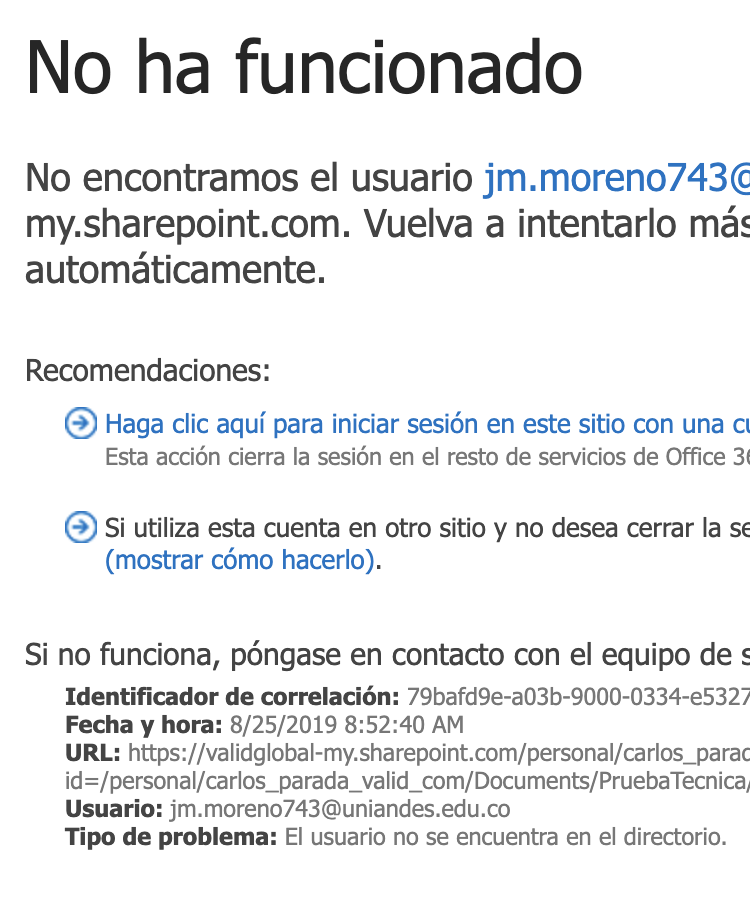 No ha funcionado
No encontramos el usuario jm.moreno743@
my.sharepoint.com. Vuelva a intentarlo más
automáticamente.
Recomendaciones:
Haga clic aquí para iniciar sesión en este sitio con una cu
Esta acción cierra la sesión en el resto de servicios de Office 36
Si utiliza esta cuenta en otro sitio y no desea cerrar la se
(mostrar cómo hacerlo).
Si no funciona, póngase en contacto con el equipo de s
Identificador de correlación: 79bafd9e-a03b-9000-0334-e5327
Fecha y hora: 8/25/2019 8:52:40 AM
URL: https://validglobal-my.sharepoint.com/personal/carlos_parad
id=/personal/carlos_parada_valid_com/Documents/PruebaTecnica/
Usuario: jm.moreno743@uniandes.edu.co
Tipo de problema: El usuario no se encuentra en el directorio.